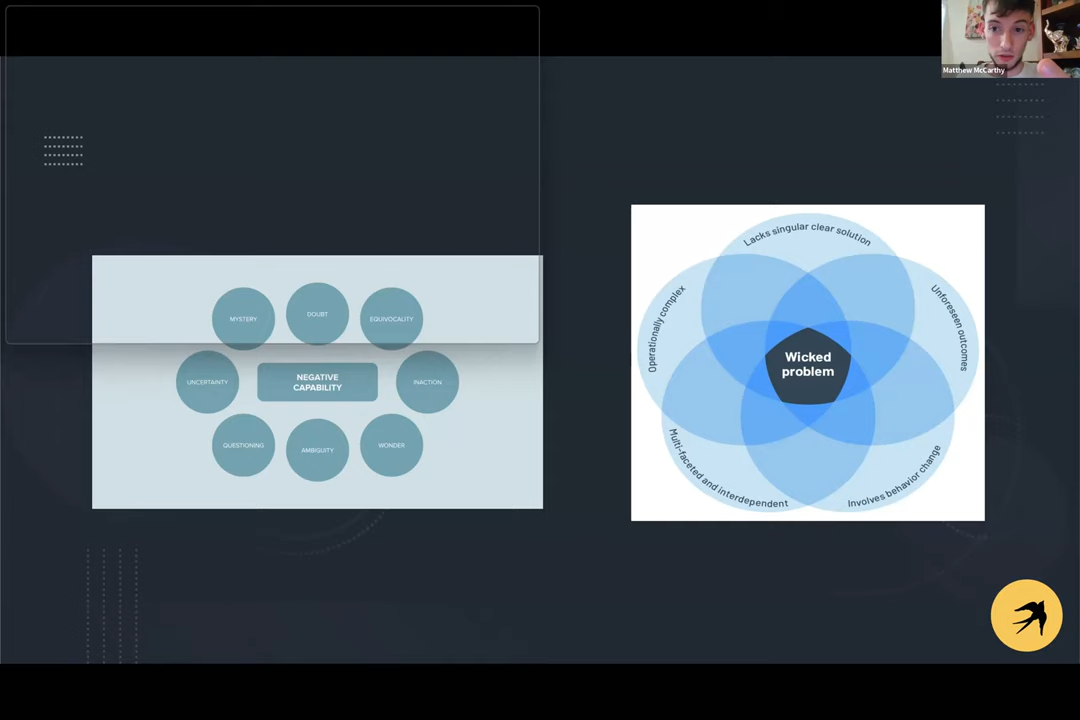 Matthew McCarthy
MYSTERY
DOUBT
EQUIVOCALITY
UNCERTAINTY
NEGATIVE
CAPABILITY
INACTION
QUESTIONING
AMBIGUITY
WONDER
Lacks singular clear solution
Operationally complex
Unforeseen outcomes
Wicked
problem
Multi-faceted and interdependent
Involves behavior change